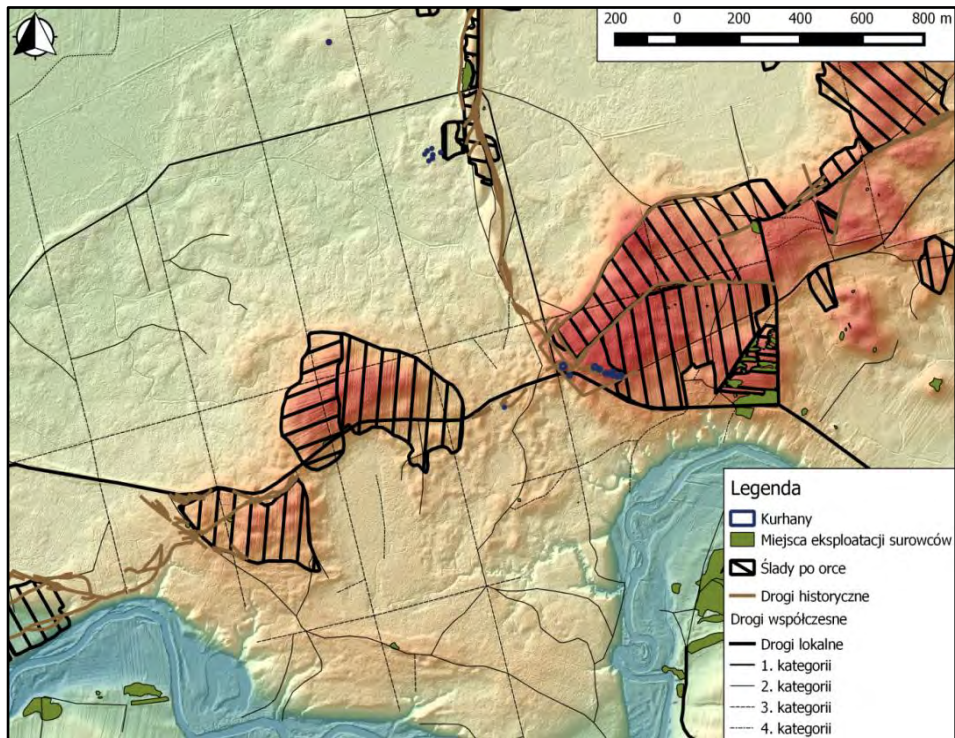 200 0 200 400 600 800 m
Legenda
Kurhany
Miejsca eksploatacji surowców
Ślady po orce
Drogi historyczne
Drogi współczesne
Drogi lokalne
1. kategorii
2. kategorii
3. kategorii
4. kategorii